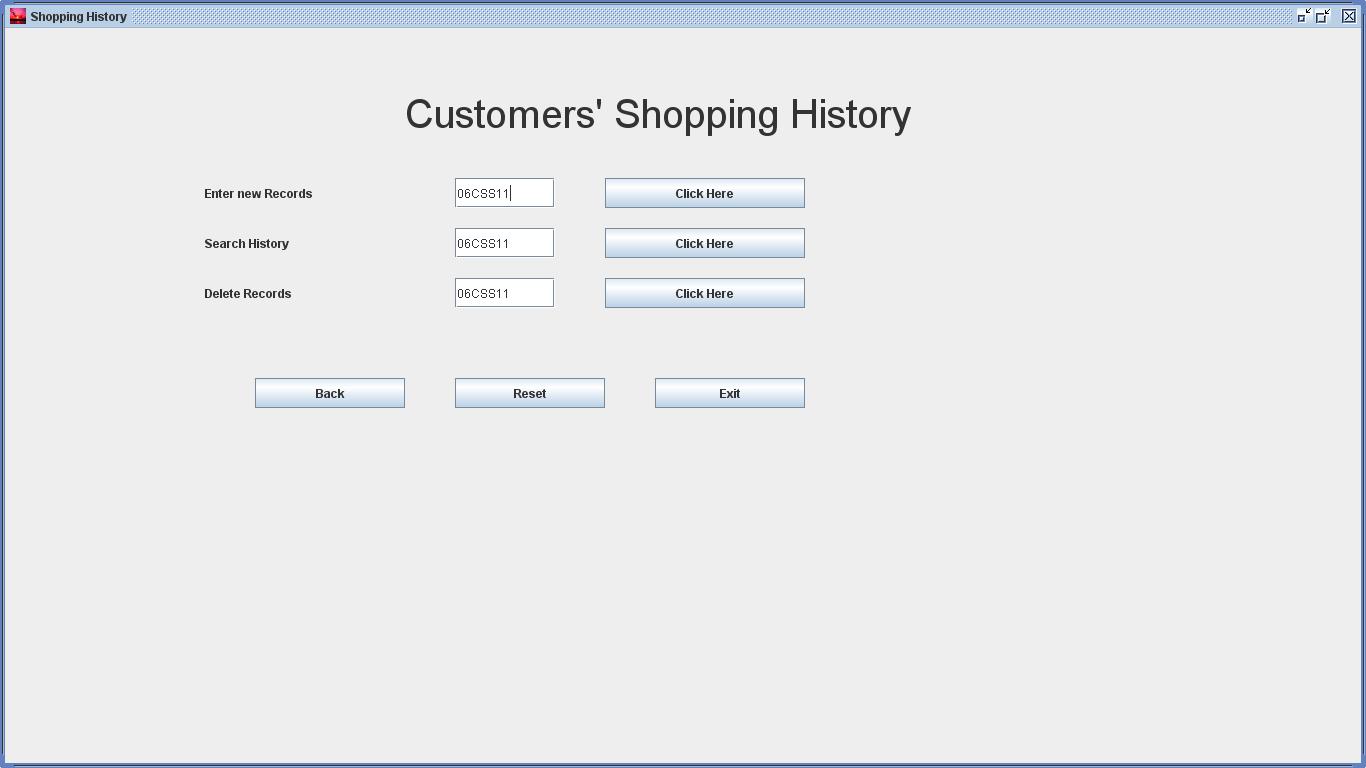 Shopping History
Customers' Shopping History
Enter new Records 06CSS11 Click Here
Search History 06CSS11 Click Here
Delete Records 06CSS11 Click Here
Back Reset Exit